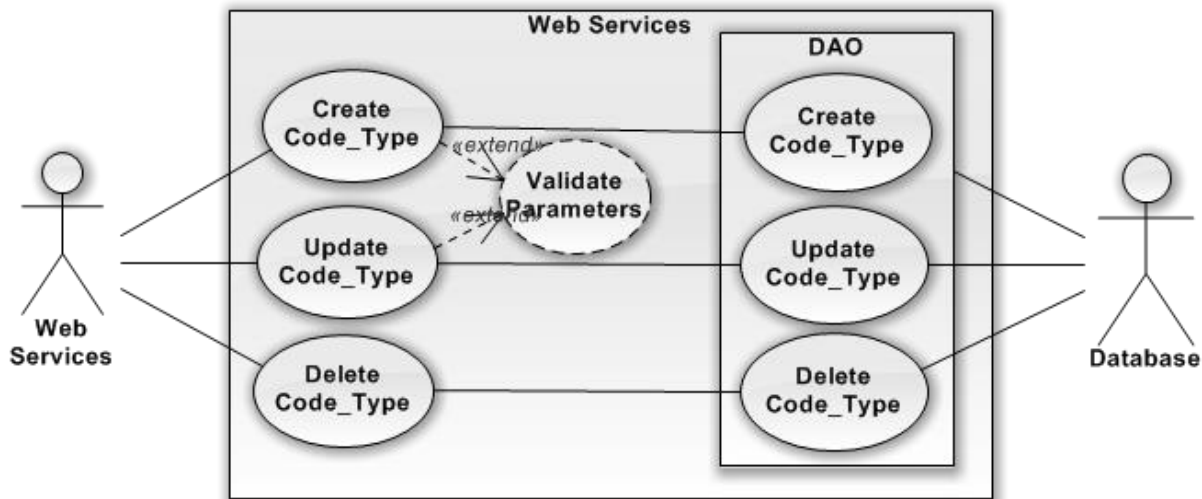 Web Services
DAO
Create
Code_Type
Create
Code_Type
«extend»
Validate
Parameters
«extend»
Update
Code_Type
Update
Code_Type
Web
Services
Database
Delete
Code_Type
Delete
Code_Type